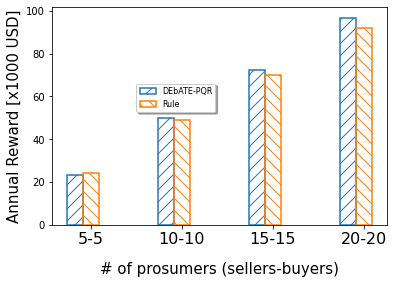 Annual Reward [x1000 USD]
100
80
60
40
20
0
DEbATE-PQR
Rule
5-5 10-10 15-15 20-20
# of prosumers (sellers-buyers)